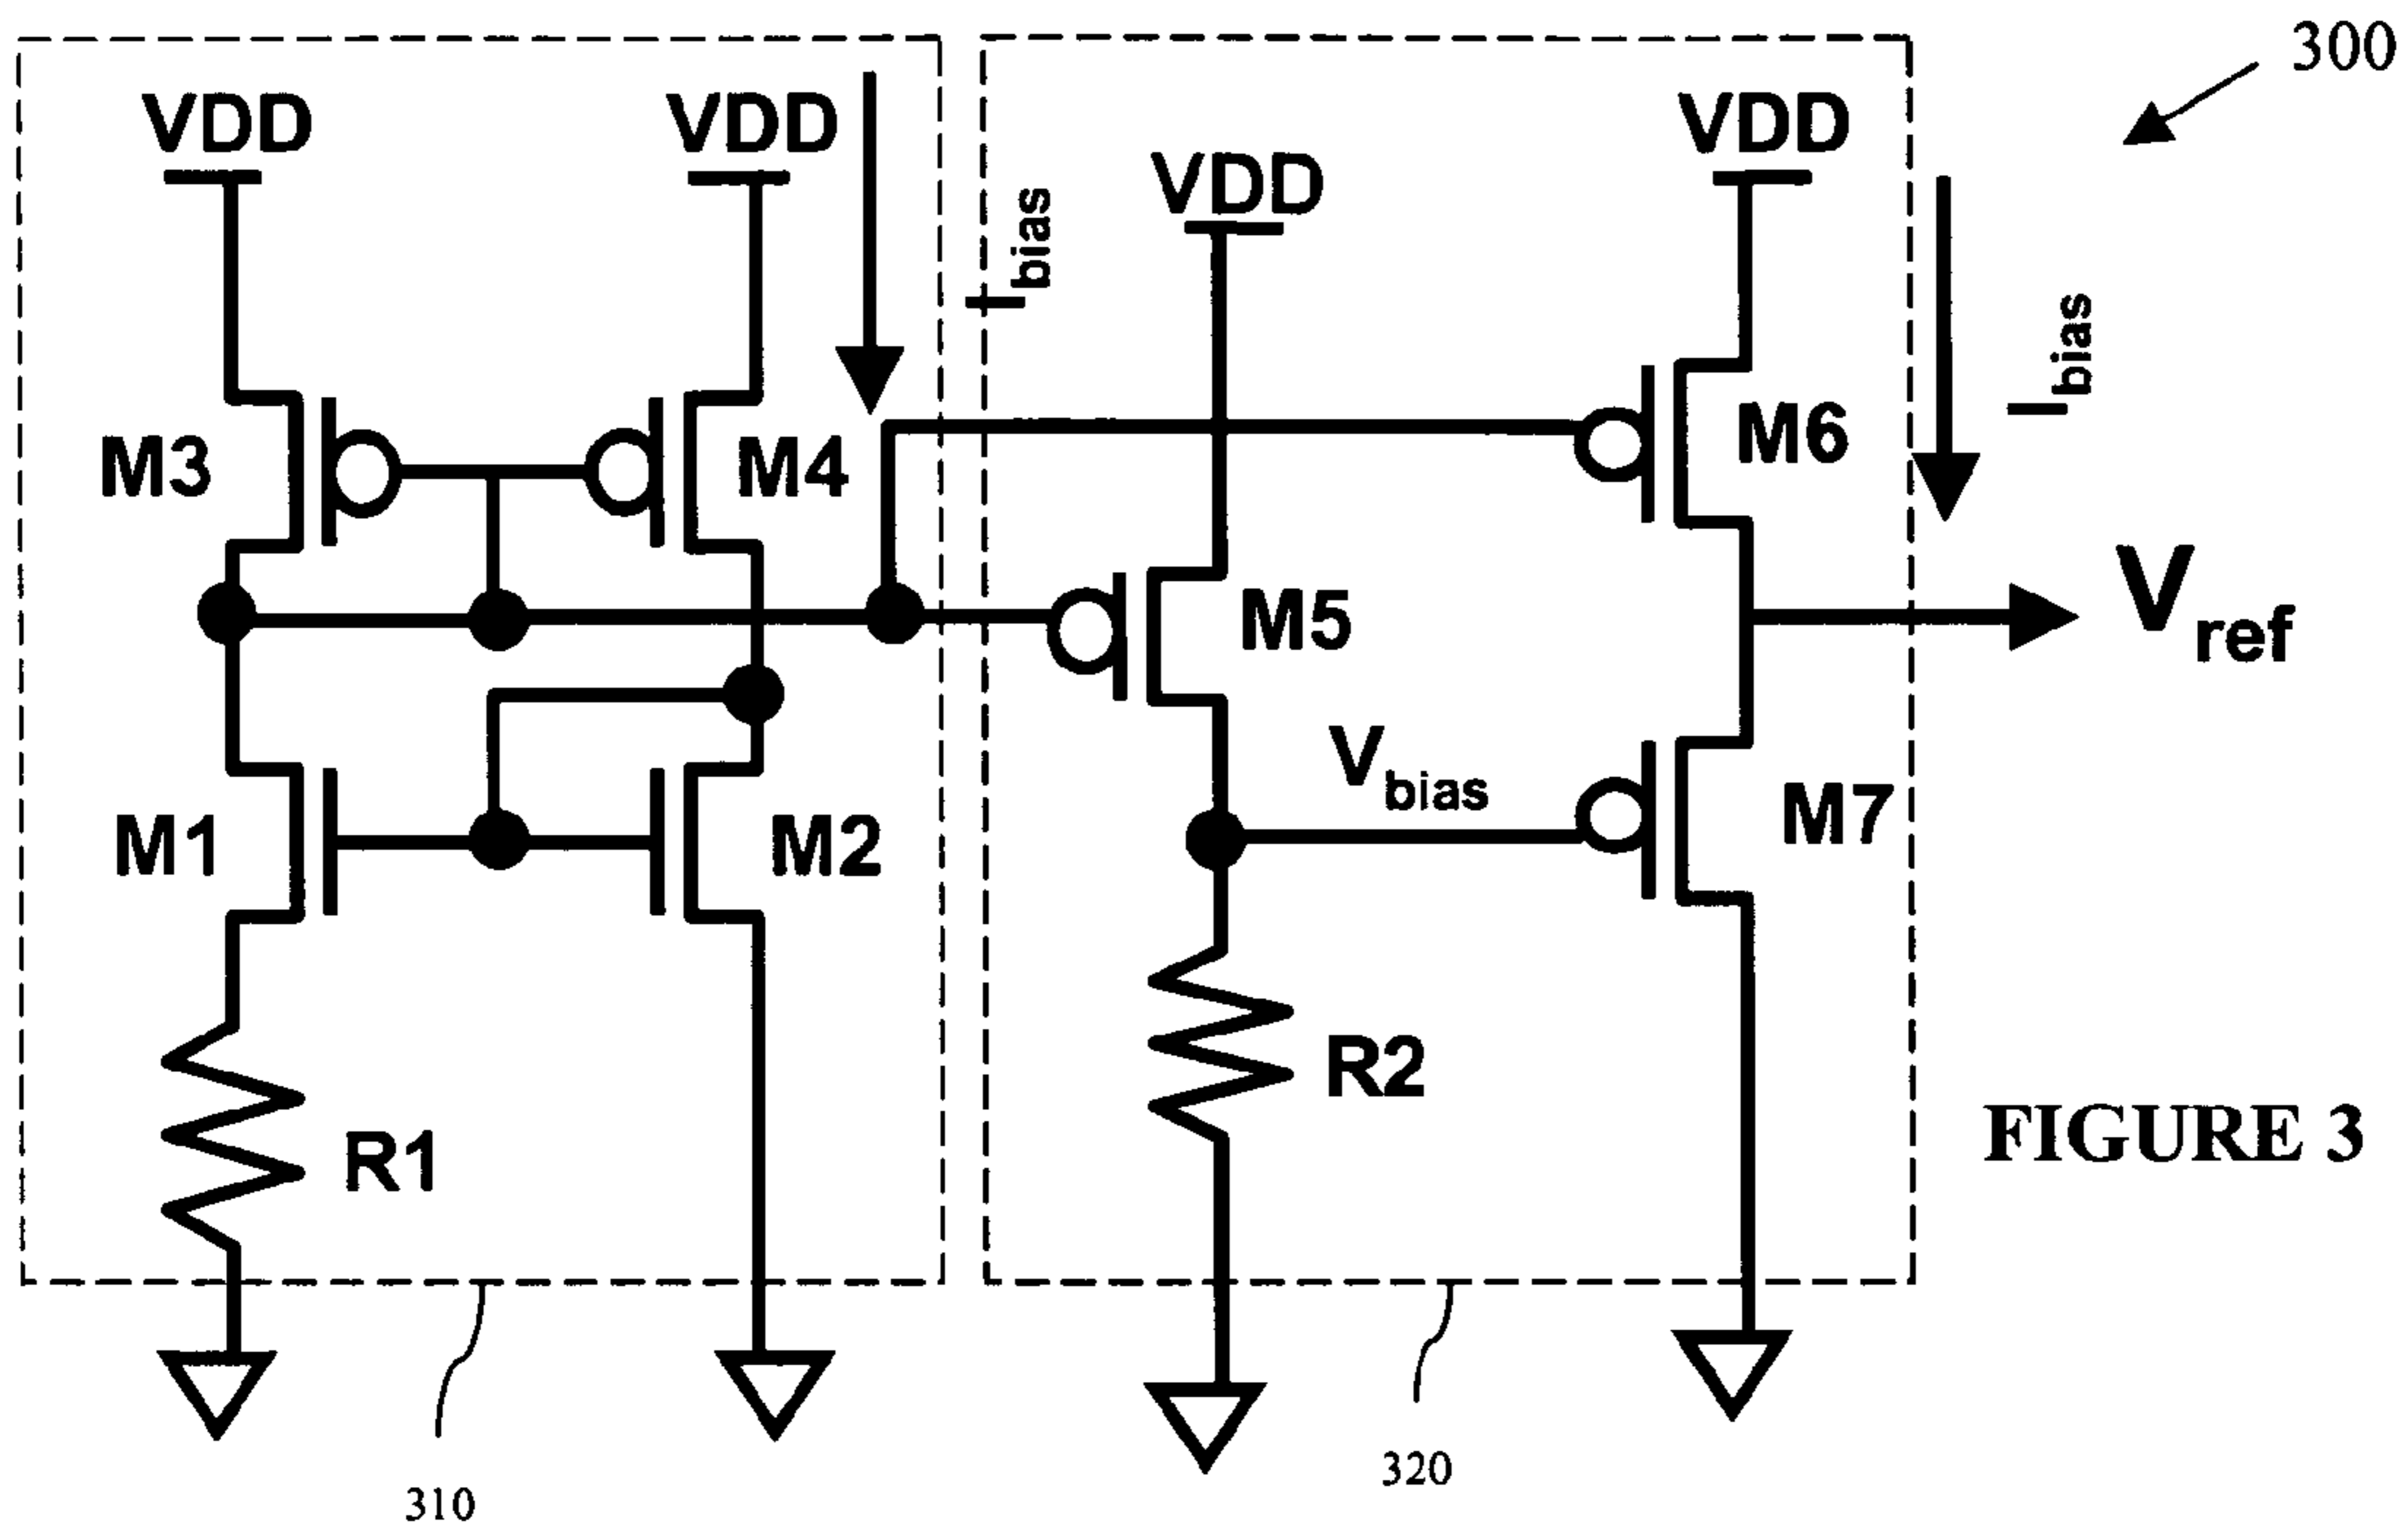 300
VDD
VDD
VDD
VDD
Ibias
Ibias
M3
M4
M6
M5
Vref
Vbias
M1
M2
M7
R2
R1
FIGURE 3
310
320